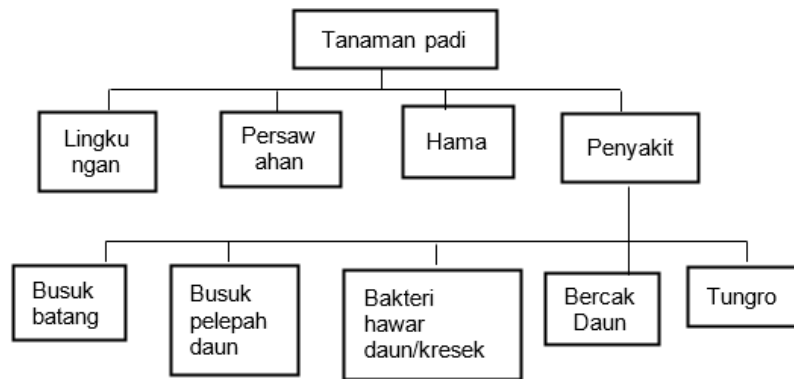 Tanaman padi
Lingku
ngan
Persaw
ahan
Hama
Penyakit
Busuk
batang
Busuk
pelepah
daun
Bakteri
hawar
daun/kresek
Bercak
Daun
Tungro